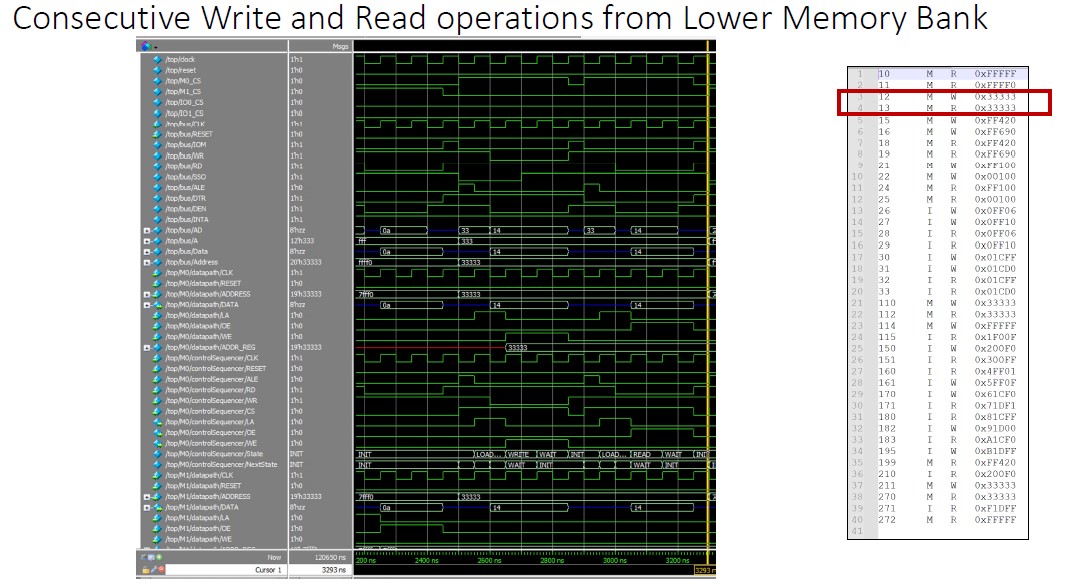 Consecutive Write and Read operations from Lower Memory Bank
Msgs
/top/clock 1'h1
/top/reset 1'h0
/top/M0_CS 1'h0
/top/M1_CS 1'h0
/top/IO0_CS 1'h0
/top/IO1_CS 1'h0
/top/bus/CLK 1'h1
/top/bus/RESET 1'h0
/top/bus/IOM 1'h1
/top/bus/WR 1'h1
/top/bus/RD 1'h1
/top/bus/SSO 1'h1
/top/bus/ALE 1'h0
/top/bus/DTR 1'h1
/top/bus/DEN 1'h1
/top/bus/INTA 1'h1
/top/bus/AD 8'hzz 0a 33 14 33 14
/top/bus/A 12'h333 fff 333
/top/bus/Data 8'hzz 0a 14 14
/top/bus/Address 20'h33333 ffff0 33333
/top/M0/datapath/CLK 1'h1
/top/M0/datapath/RESET 1'h0
/top/M0/datapath/ADDRESS 19'h33333 7fff0 33333
/top/M0/datapath/DATA 8'hzz 0a 14 14
/top/M0/datapath/LA 1'h0
/top/M0/datapath/OE 1'h0
/top/M0/datapath/WE 1'h0
/top/M0/datapath/ADDR_REG 19'h33333 33333
/top/M0/controlSequencer/CLK 1'h1
/top/M0/controlSequencer/RESET 1'h0
/top/M0/controlSequencer/ALE 1'h0
/top/M0/controlSequencer/RD 1'h1
/top/M0/controlSequencer/WR 1'h1
/top/M0/controlSequencer/CS 1'h0
/top/M0/controlSequencer/LA 1'h0
/top/M0/controlSequencer/OE 1'h0
/top/M0/controlSequencer/WE 1'h0
/top/M0/controlSequencer/State INIT INIT LOAD... WRITE WAIT INIT LOAD... READ WAIT INI
/top/M0/controlSequencer/NextState INIT INIT WAIT INIT WAIT INIT
/top/M1/datapath/CLK 1'h1
/top/M1/datapath/RESET 1'h0
/top/M1/datapath/ADDRESS 19'h33333 7fff0 33333
/top/M1/datapath/DATA 8'hzz 0a 14 14
/top/M1/datapath/LA 1'h0
/top/M1/datapath/OE 1'h0
/top/M1/datapath/WE 1'h0
Now 120650 ns 200 ns 2400 ns 2600 ns 2800 ns 3000 ns 3200 ns
Cursor 1 3293 ns 3293 n
1 10 M R 0xFFFFF
2 11 M R 0xFFFF0
3 12 M W 0x33333
4 13 M R 0x33333
5 15 M W 0xFF420
6 16 M W 0xFF690
7 18 M R 0xFF420
8 19 M R 0xFF690
9 21 M W 0xFF100
10 22 M W 0x00100
11 24 M R 0xFF100
12 25 M R 0x00100
13 26 I W 0x0FF06
14 27 I W 0x0FF10
15 28 I R 0x0FF06
16 29 I R 0x0FF10
17 30 I W 0x01CFF
18 31 I W 0x01CD0
19 32 I R 0x01CFF
20 33 I R 0x01CD0
21 110 M W 0x33333
22 112 M R 0x33333
23 114 M W 0xFFFFF
24 115 I R 0x1F00F
25 150 I W 0x200F0
26 151 I R 0x300FF
27 160 I R 0x4FF01
28 161 I W 0x5FF0F
29 170 I W 0x61CF0
30 171 I R 0x71DF1
31 180 I R 0x81CFF
32 182 I W 0x91D00
33 183 I R 0xA1CF0
34 195 I W 0xB1DFF
35 199 M R 0xFF420
36 210 I R 0x200F0
37 211 M W 0x33333
38 270 M R 0x33333
39 271 I R 0xF1DFF
40 272 M R 0xFFFFF
41